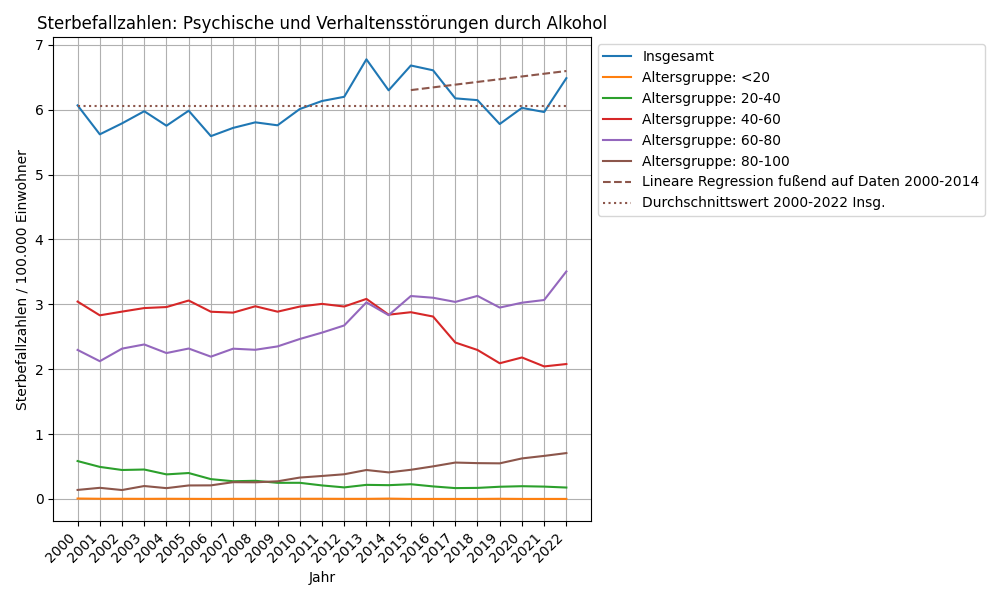 Sterbefallzahlen: Psychische und Verhaltensstörungen durch Alkohol
Sterbefallzahlen / 100.000 Einwohner
7
6
5
4
3
2
1
0
2000
2001
2002
2003
2004
2005
2006
2007
2008
2009
2010
2011
2012
2013
2014
2015
2016
2017
2018
2019
2020
2021
2022
Jahr
Insgesamt
Altersgruppe: <20
Altersgruppe: 20-40
Altersgruppe: 40-60
Altersgruppe: 60-80
Altersgruppe: 80-100
Lineare Regression fußend auf Daten 2000-2014
Durchschnittswert 2000-2022 Insg.